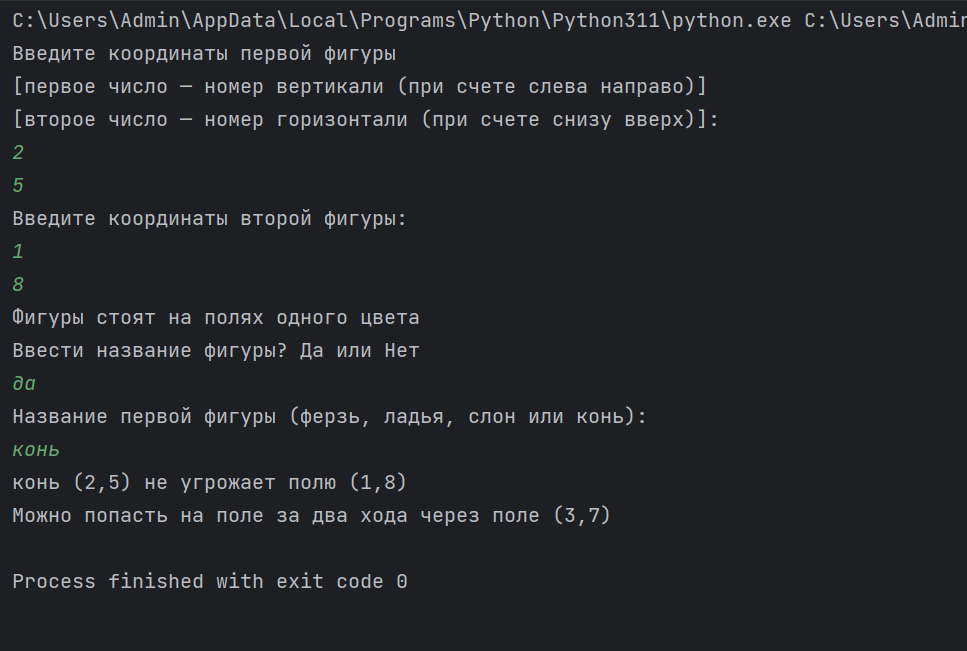 C:\Users\Admin\AppData\Local\Programs\Python\Python311\python.exe C:\Users\Admin
Введите координаты первой фигуры
[первое число — номер вертикали (при счете слева направо)]
[второе число — номер горизонтали (при счете снизу вверх)]:
2
5
Введите координаты второй фигуры:
1
8
Фигуры стоят на полях одного цвета
Ввести название фигуры? Да или Нет
да
Название первой фигуры (ферзь, ладья, слон или конь):
конь
конь (2,5) не угрожает полю (1,8)
Можно попасть на поле за два хода через поле (3,7)
Process finished with exit code 0